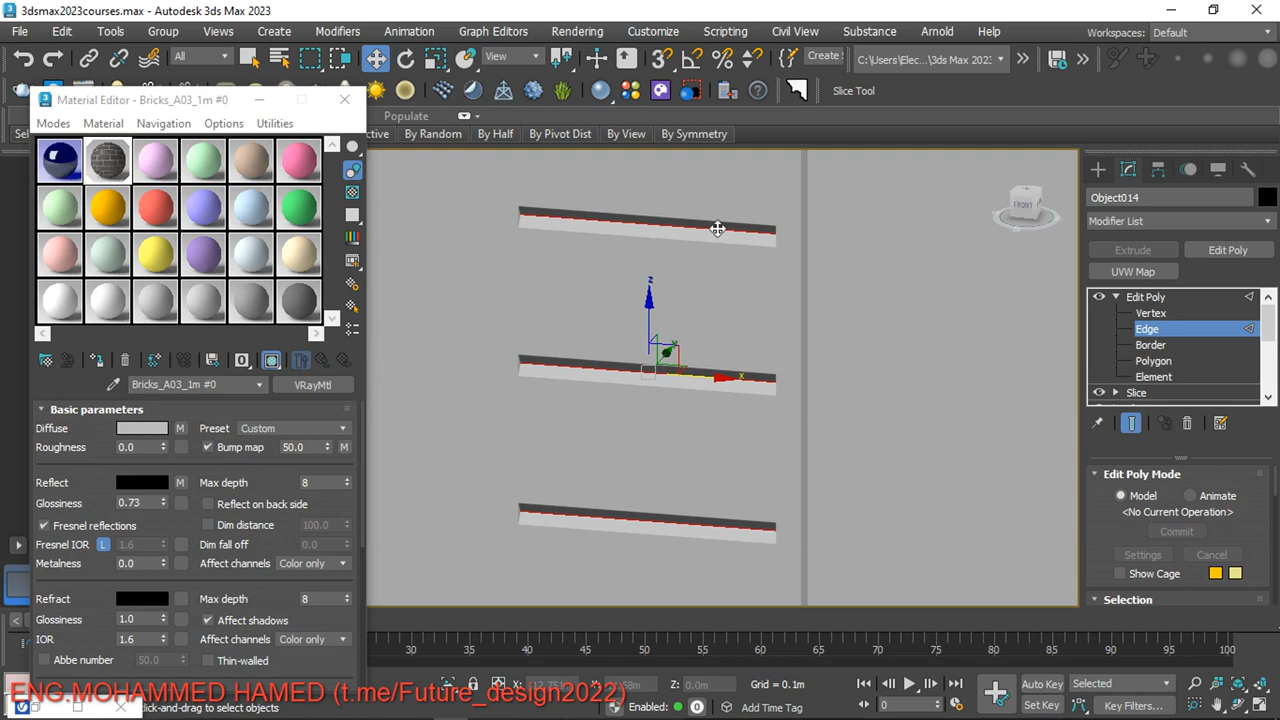 3dsmax2023courses.max - Autodesk 3ds Max 2023
File Edit Tools Group Views Create Modifiers Animation Graph Editors Rendering Customize Scripting Civil View Substance Arnold Help
Workspaces: Default
All View Create C:\Users\Elec... \3ds Max 2023
Slice Tool
Material Editor - Bricks_A03_1m #0
Populate
Modes Material Navigation Options Utilities
By Random By Half By Pivot Dist By View By Symmetry
FRONT
Object014
Modifier List
Extrude Edit Poly
UVW Map
Edit Poly
Vertex
Edge
Border
Polygon
Element
Slice
z
y
x
Bricks_A03_1m #0 VRayMtl
Basic parameters
Diffuse M Preset Custom
Roughness 0.0 Bump map 50.0 M
Reflect M Max depth 8
Glossiness 0.73 Reflect on back side
Fresnel reflections Dim distance 100.0
Fresnel IOR L 1.6 Dim fall off 0.0
Metalness 0.0 Affect channels Color only
Refract Max depth 8
Glossiness 1.0 Affect shadows
IOR 1.6 Affect channels Color only
Abbe number 50.0 Thin-walled
Edit Poly Mode
Model Animate
<No Current Operation>
Commit
Settings Cancel
Show Cage
Selection
30 35 40 45 50 55 60 65 70 75 80 85 90 95 100
Z: 0.0m Grid = 0.1m
Auto Key Selected
ENG.MOHAMMED HAMED (t.me/Future_design2022)
click-and-drag to select objects Enabled: 0 Add Time Tag 0 Set Key Key Filters...